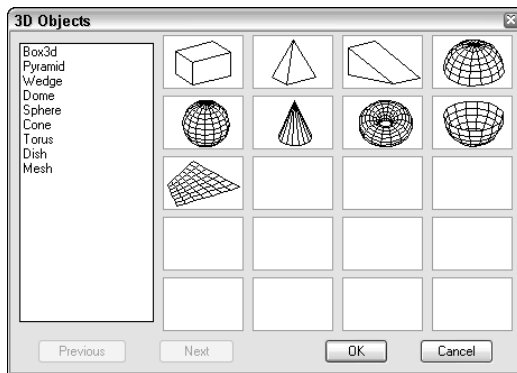 3D Objects
Box3d
Pyramid
Wedge
Dome
Sphere
Cone
Torus
Dish
Mesh
Previous
Next
OK
Cancel